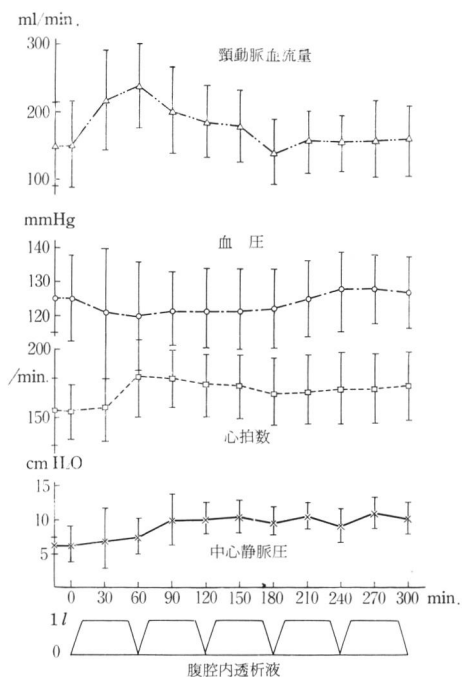 ml/min.
300
頸動脈血流量
200
100
mmHg
140
血 圧
130
120
200
/min.
150
心拍数
cm H₂O
15
10
中心静脈圧
5
0 30 60 90 120 150 180 210 240 270 300 min.
1 l
0
腹腔内透析液